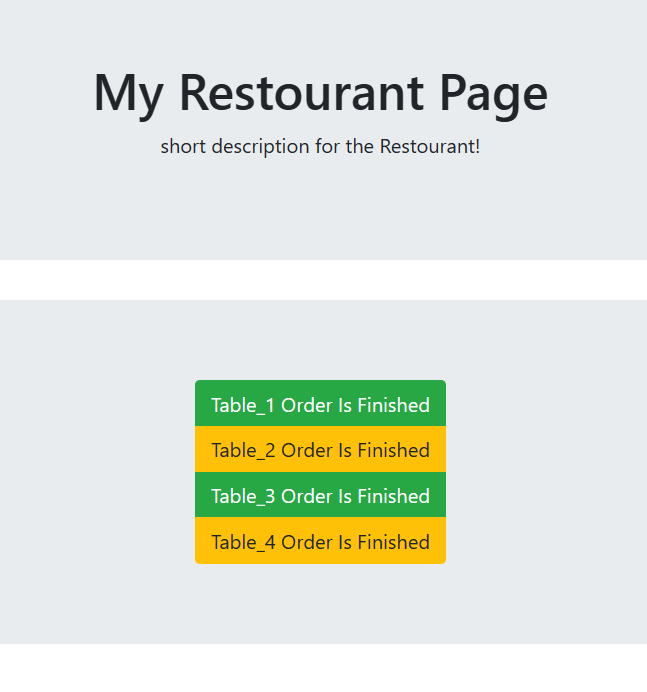 My Restourant Page
short description for the Restourant!
Table_1 Order Is Finished
Table_2 Order Is Finished
Table_3 Order Is Finished
Table_4 Order Is Finished